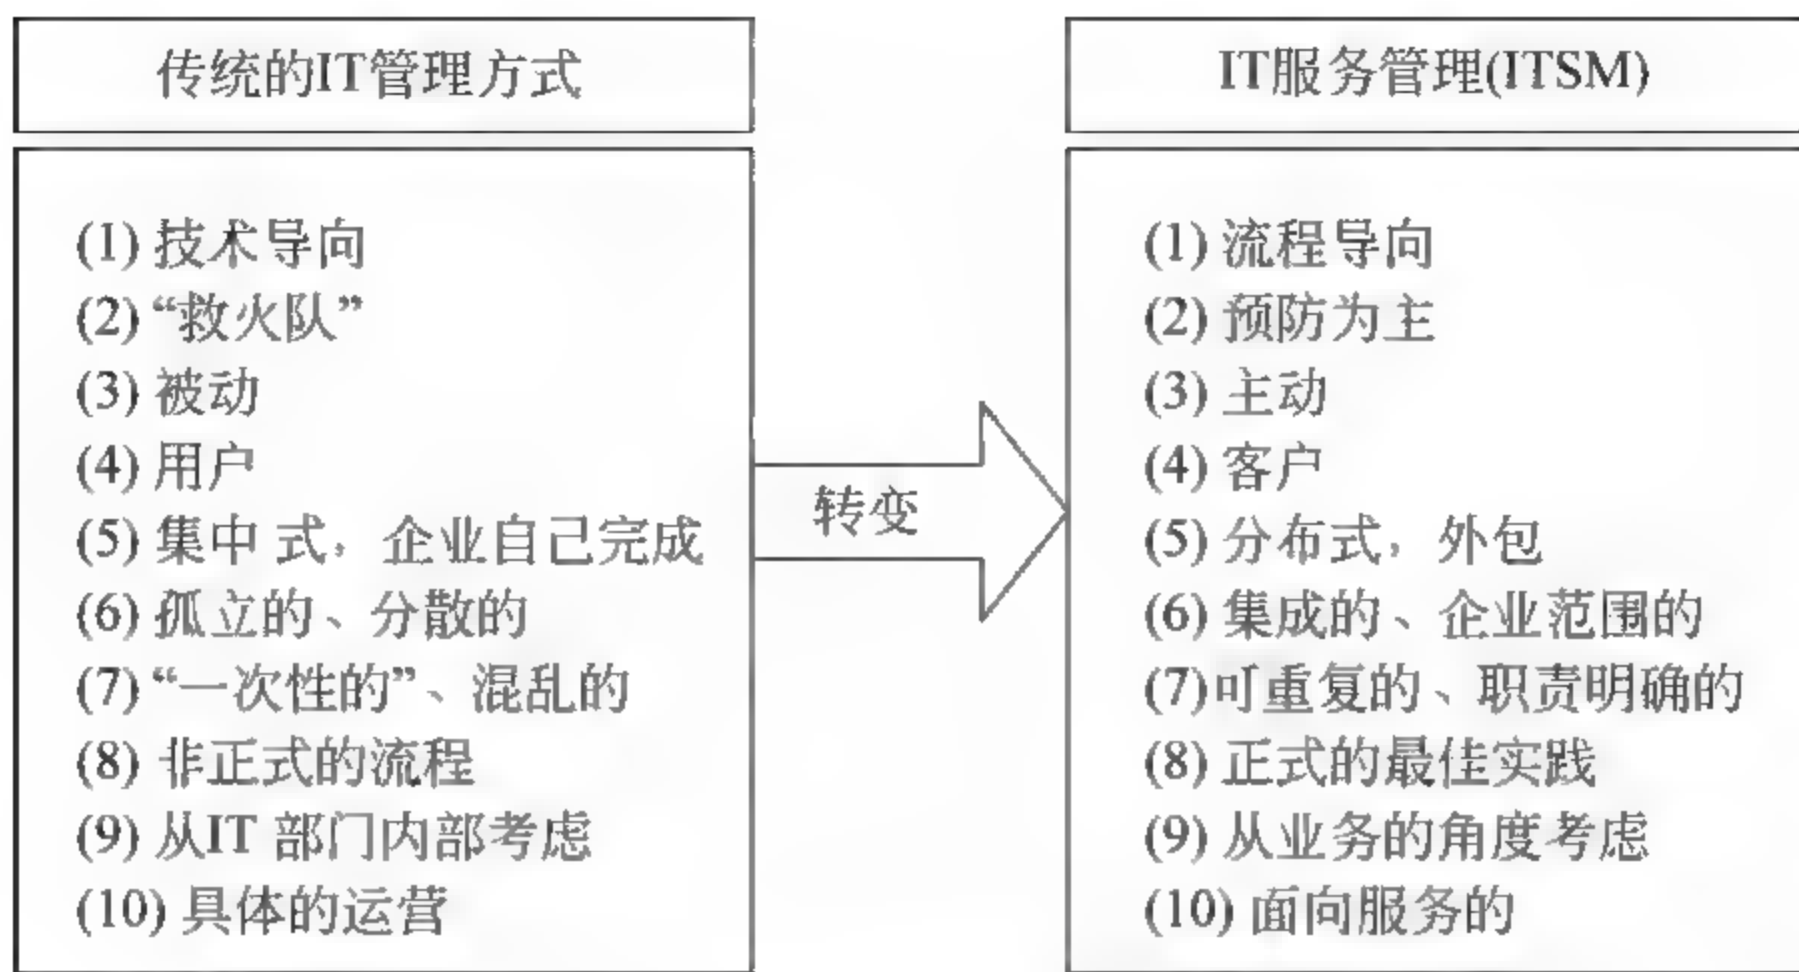 传统的IT管理方式
(1) 技术导向
(2) “救火队”
(3) 被动
(4) 用户
(5) 集中 式，企业自己完成
(6) 孤立的、分散的
(7) “一次性的”、混乱的
(8) 非正式的流程
(9) 从IT 部门内部考虑
(10) 具体的运营
转变
IT服务管理(ITSM)
(1) 流程导向
(2) 预防为主
(3) 主动
(4) 客户
(5) 分布式，外包
(6) 集成的、企业范围的
(7)可重复的、职责明确的
(8) 正式的最佳实践
(9) 从业务的角度考虑
(10) 面向服务的